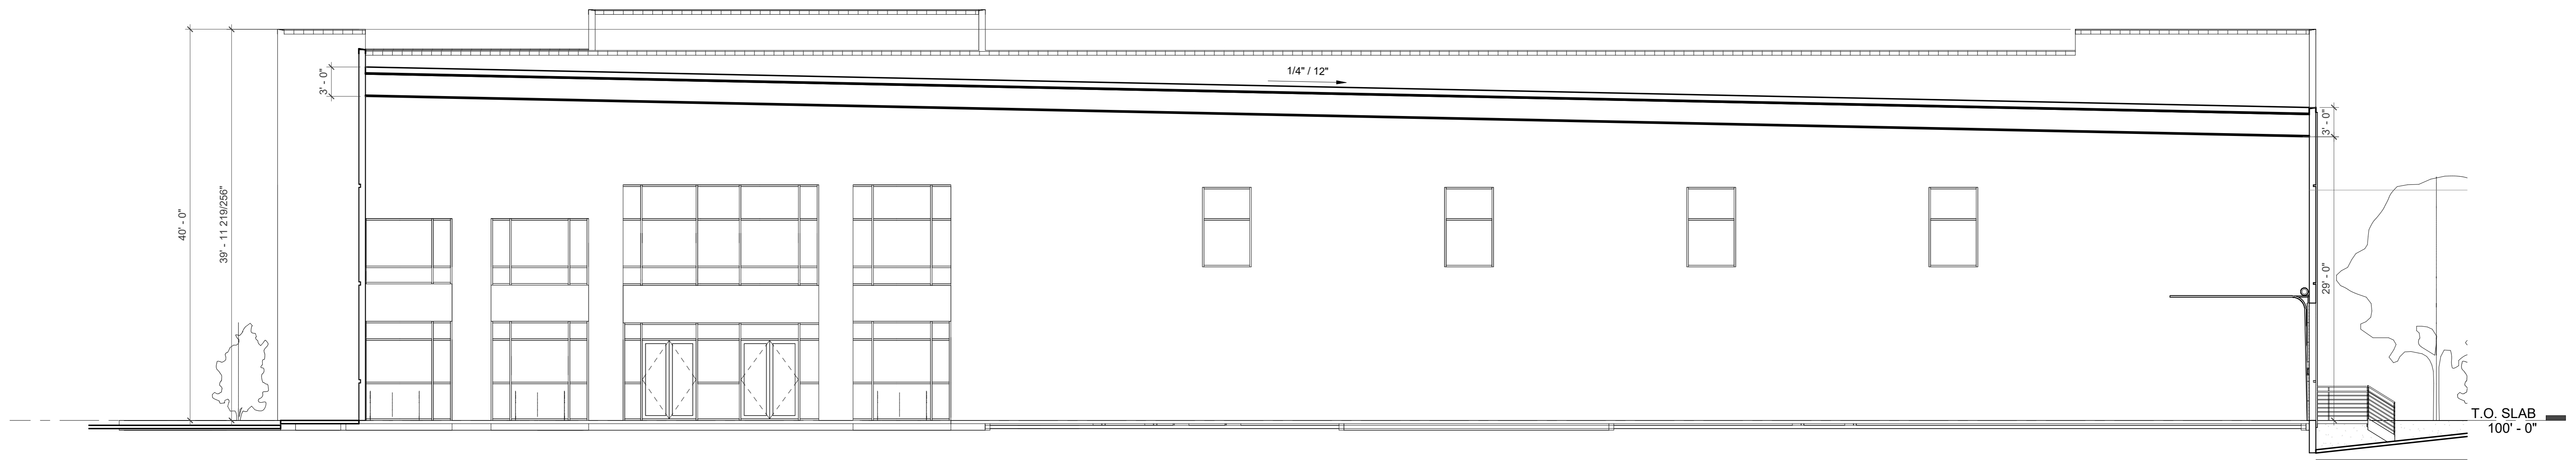 1/4" / 12"
3' - 0"
3' - 0"
40' - 0"
39' - 11 219/256"
29' - 0"
T.O. SLAB
100' - 0"